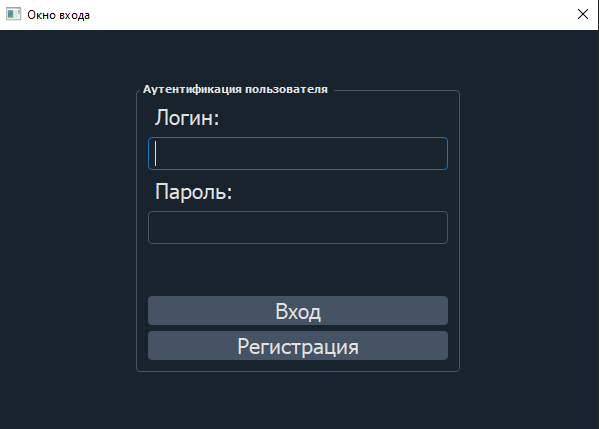 Окно входа
Аутентификация пользователя
Логин:
Пароль:
Вход
Регистрация